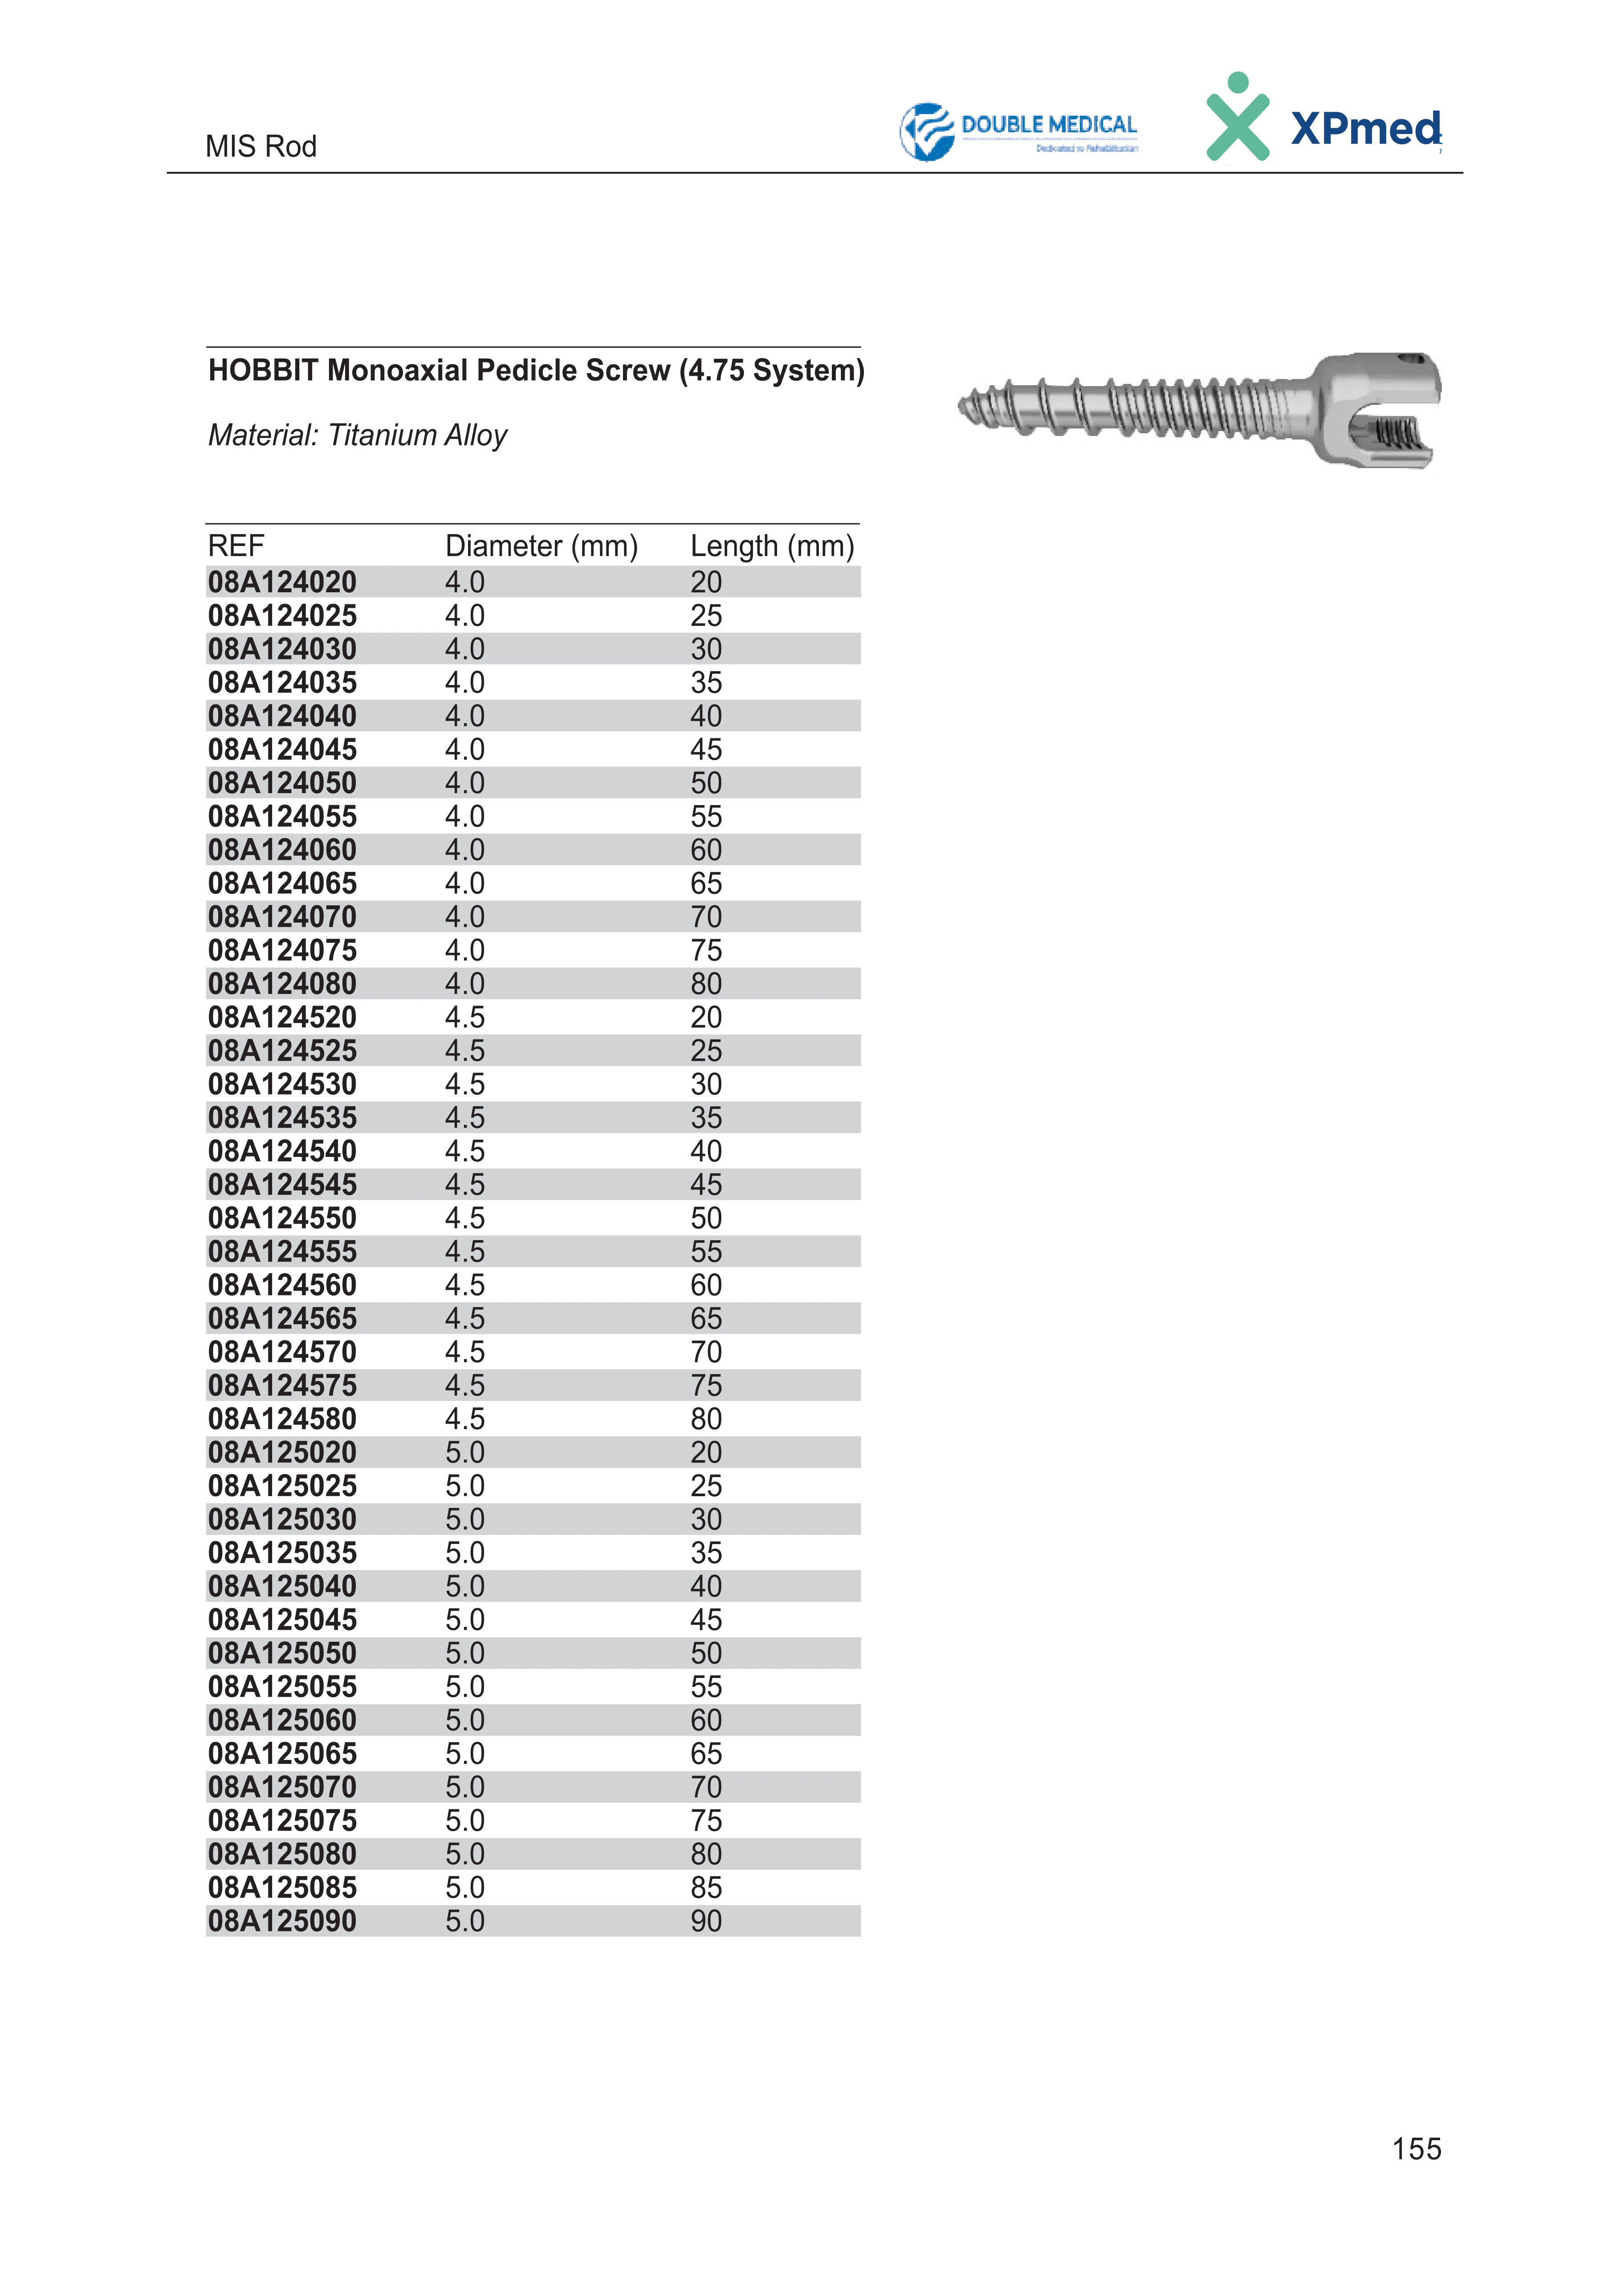 MIS Rod
DOUBLE MEDICAL
Dedicated to Rehabilitation
XPmed
HOBBIT Monoaxial Pedicle Screw (4.75 System)
Material: Titanium Alloy
REF Diameter (mm) Length (mm)
08A124020 4.0 20
08A124025 4.0 25
08A124030 4.0 30
08A124035 4.0 35
08A124040 4.0 40
08A124045 4.0 45
08A124050 4.0 50
08A124055 4.0 55
08A124060 4.0 60
08A124065 4.0 65
08A124070 4.0 70
08A124075 4.0 75
08A124080 4.0 80
08A124520 4.5 20
08A124525 4.5 25
08A124530 4.5 30
08A124535 4.5 35
08A124540 4.5 40
08A124545 4.5 45
08A124550 4.5 50
08A124555 4.5 55
08A124560 4.5 60
08A124565 4.5 65
08A124570 4.5 70
08A124575 4.5 75
08A124580 4.5 80
08A125020 5.0 20
08A125025 5.0 25
08A125030 5.0 30
08A125035 5.0 35
08A125040 5.0 40
08A125045 5.0 45
08A125050 5.0 50
08A125055 5.0 55
08A125060 5.0 60
08A125065 5.0 65
08A125070 5.0 70
08A125075 5.0 75
08A125080 5.0 80
08A125085 5.0 85
08A125090 5.0 90
155